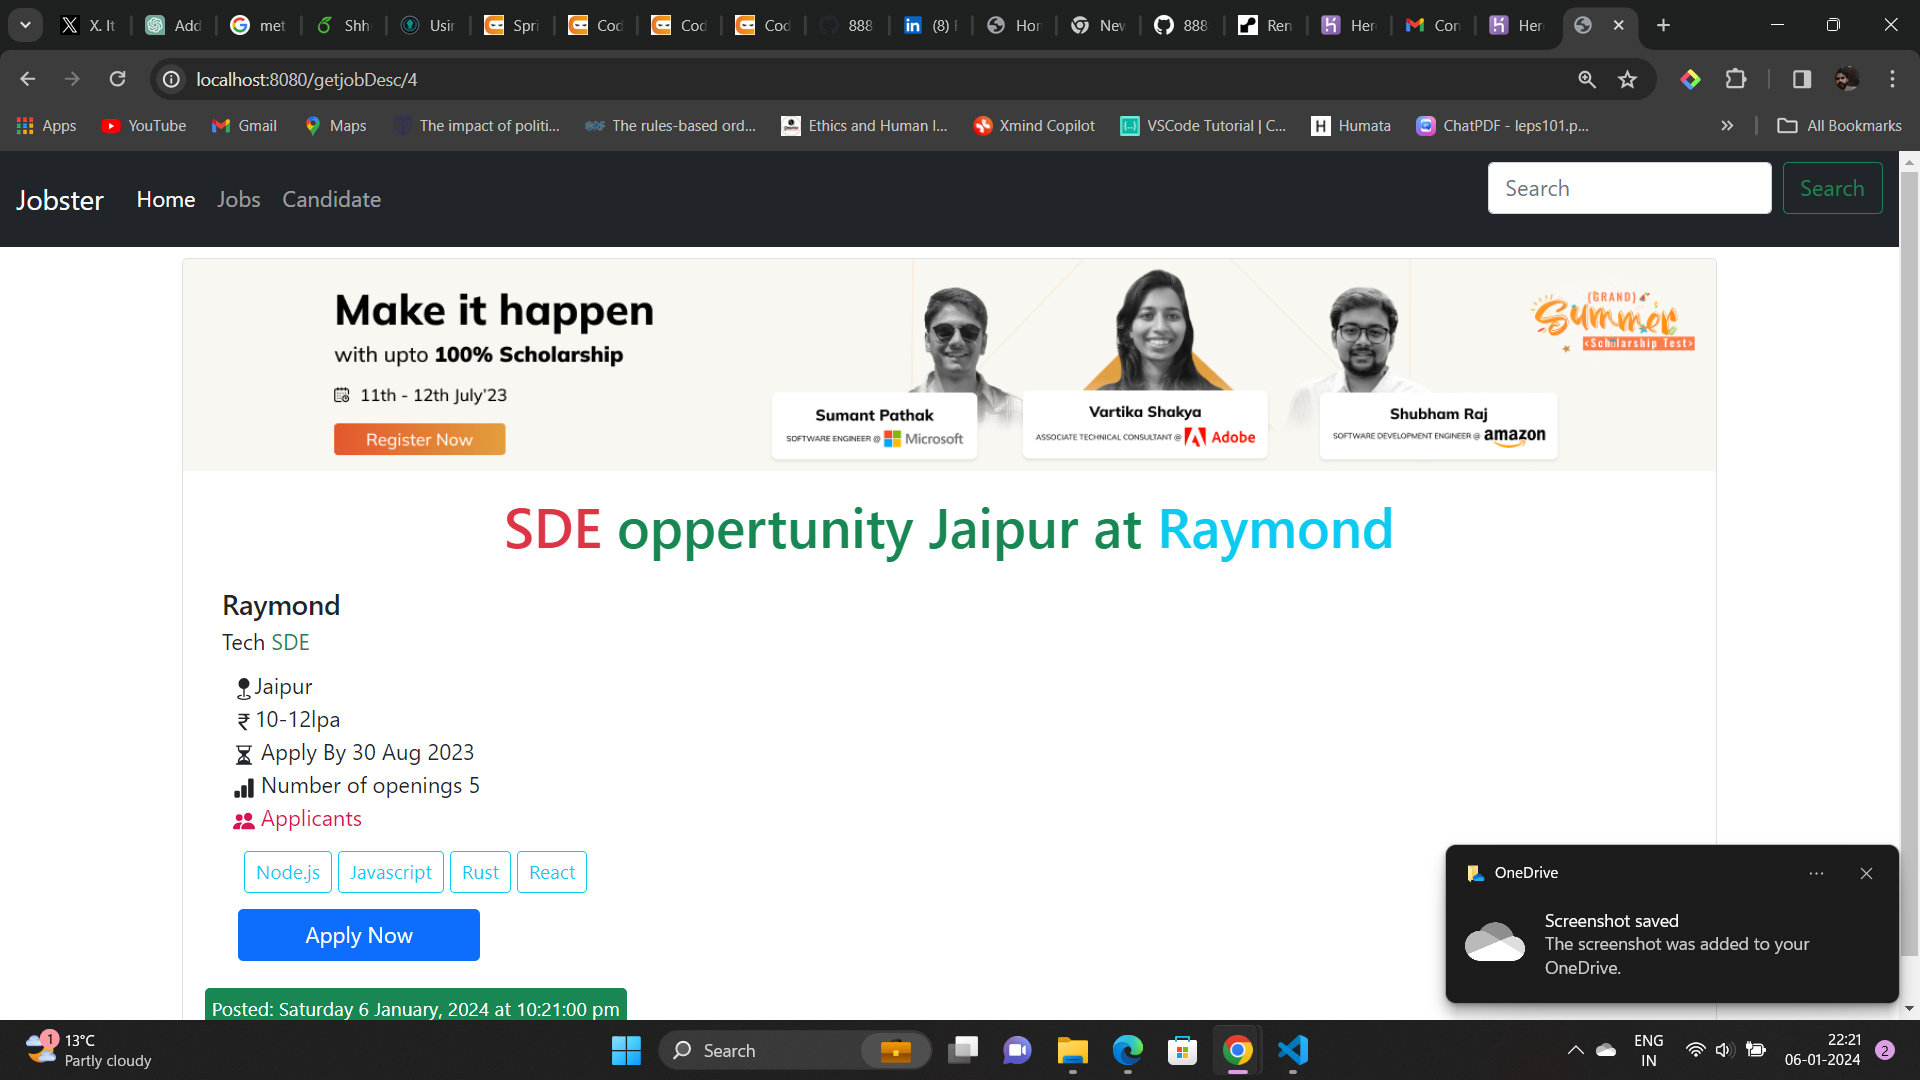 X. It
Add
met
Shh
Usin
Spri
Cod
Cod
Cod
888
(8) F
Hor
Nev
888
Ren
Her
Con
Her
localhost:8080/getjobDesc/4
Apps
YouTube
Gmail
Maps
The impact of politi...
The rules-based ord...
Ethics and Human I...
Xmind Copilot
VSCode Tutorial | C...
Humata
ChatPDF - leps101.p...
All Bookmarks
Jobster
Home
Jobs
Candidate
Search
Search
Make it happen
with upto 100% Scholarship
11th - 12th July'23
Register Now
Sumant Pathak
SOFTWARE ENGINEER @ Microsoft
Vartika Shakya
ASSOCIATE TECHNICAL CONSULTANT @ Adobe
Shubham Raj
SOFTWARE DEVELOPMENT ENGINEER @ amazon
{GRAND}
Summer
<Scholarship Test>
SDE oppertunity Jaipur at Raymond
Raymond
Tech SDE
Jaipur
₹ 10-12lpa
Apply By 30 Aug 2023
Number of openings 5
Applicants
Node.js
Javascript
Rust
React
Apply Now
Posted: Saturday 6 January, 2024 at 10:21:00 pm
OneDrive
Screenshot saved
The screenshot was added to your
OneDrive.
1
13°C
Partly cloudy
Search
ENG
IN
22:21
06-01-2024
2